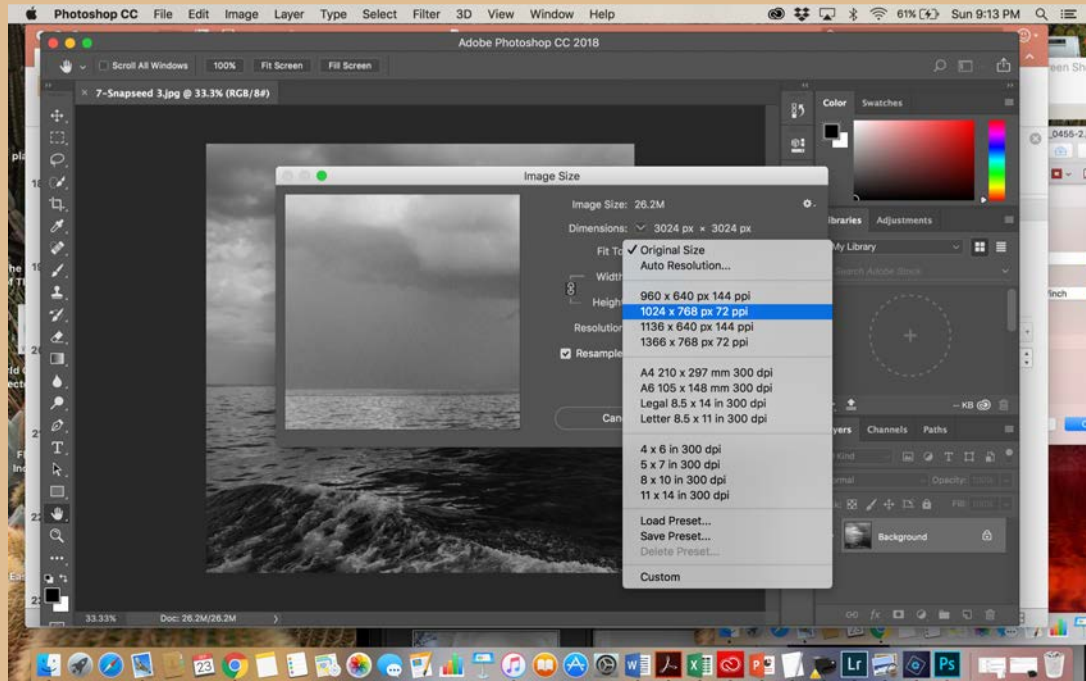 Photoshop CC File Edit Image Layer Type Select Filter 3D View Window Help 61% Sun 9:13 PM
Adobe Photoshop CC 2018
Scroll All Windows 100% Fit Screen Fill Screen
× 7-Snapseed 3.jpg @ 33.3% (RGB/8#)
Color Swatches
Image Size
Image Size: 26.2M
Dimensions: 3024 px × 3024 px
Fit To
Original Size
Auto Resolution...
Width
960 x 640 px 144 ppi
Height
1024 x 768 px 72 ppi
1136 x 640 px 144 ppi
Resolution
1366 x 768 px 72 ppi
Resample
A4 210 x 297 mm 300 dpi
A6 105 x 148 mm 300 dpi
Legal 8.5 x 14 in 300 dpi
Letter 8.5 x 11 in 300 dpi
4 x 6 in 300 dpi
5 x 7 in 300 dpi
8 x 10 in 300 dpi
11 x 14 in 300 dpi
Load Preset...
Save Preset...
Delete Preset...
Custom
Adjustments
My Library
Search Adobe Stock
-- KB
Channels Paths
Opacity:
Background
33.33% Doc: 26.2M/26.2M
23
Lr Ps